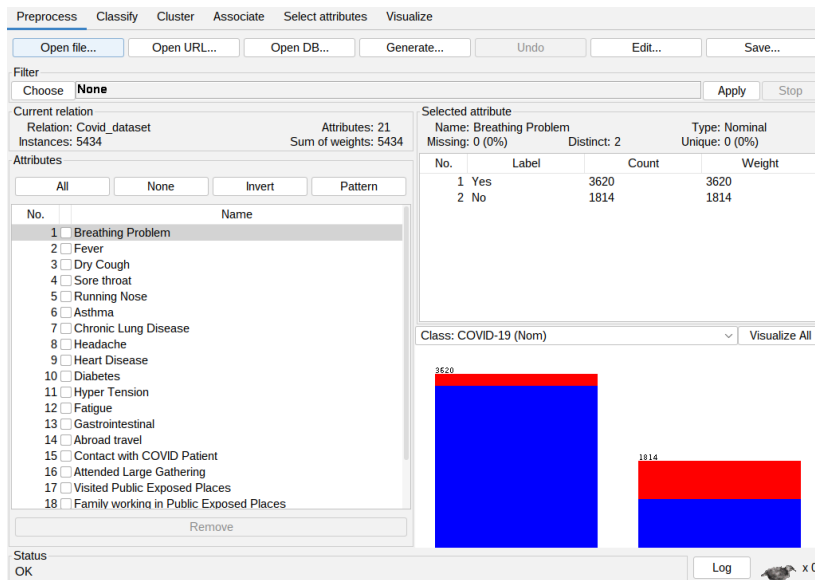 Preprocess Classify Cluster Associate Select attributes Visualize
Open file... Open URL... Open DB... Generate... Undo Edit... Save...
Filter
Choose None Apply Stop
Current relation
Relation: Covid_dataset Attributes: 21
Instances: 5434 Sum of weights: 5434
Attributes
All None Invert Pattern
No. Name
1 Breathing Problem
2 Fever
3 Dry Cough
4 Sore throat
5 Running Nose
6 Asthma
7 Chronic Lung Disease
8 Headache
9 Heart Disease
10 Diabetes
11 Hyper Tension
12 Fatigue
13 Gastrointestinal
14 Abroad travel
15 Contact with COVID Patient
16 Attended Large Gathering
17 Visited Public Exposed Places
18 Family working in Public Exposed Places
Remove
Selected attribute
Name: Breathing Problem Type: Nominal
Missing: 0 (0%) Distinct: 2 Unique: 0 (0%)
No. Label Count Weight
1 Yes 3620 3620
2 No 1814 1814
Class: COVID-19 (Nom) Visualize All
3620
1814
Status
OK
Log x 0